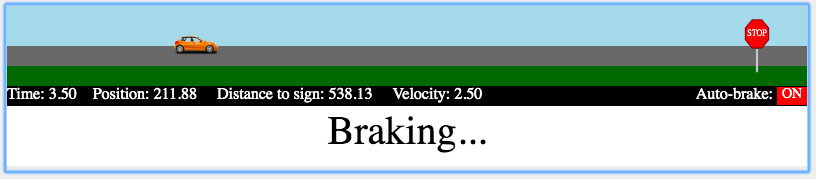 STOP
Time: 3.50 Position: 211.88 Distance to sign: 538.13 Velocity: 2.50 Auto-brake: ON
Braking...